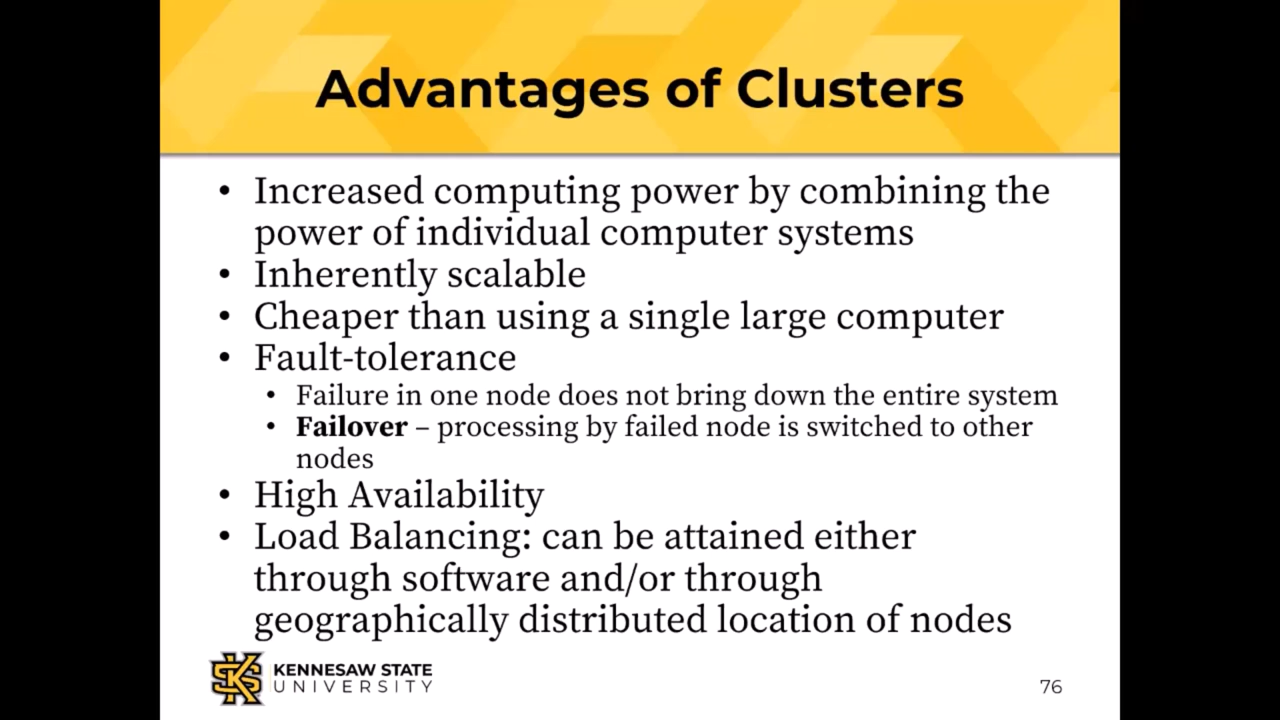 Advantages of Clusters
• Increased computing power by combining the
power of individual computer systems
• Inherently scalable
• Cheaper than using a single large computer
• Fault-tolerance
• Failure in one node does not bring down the entire system
• Failover – processing by failed node is switched to other
nodes
• High Availability
• Load Balancing: can be attained either
through software and/or through
geographically distributed location of nodes
KENNESAW STATE
UNIVERSITY
76